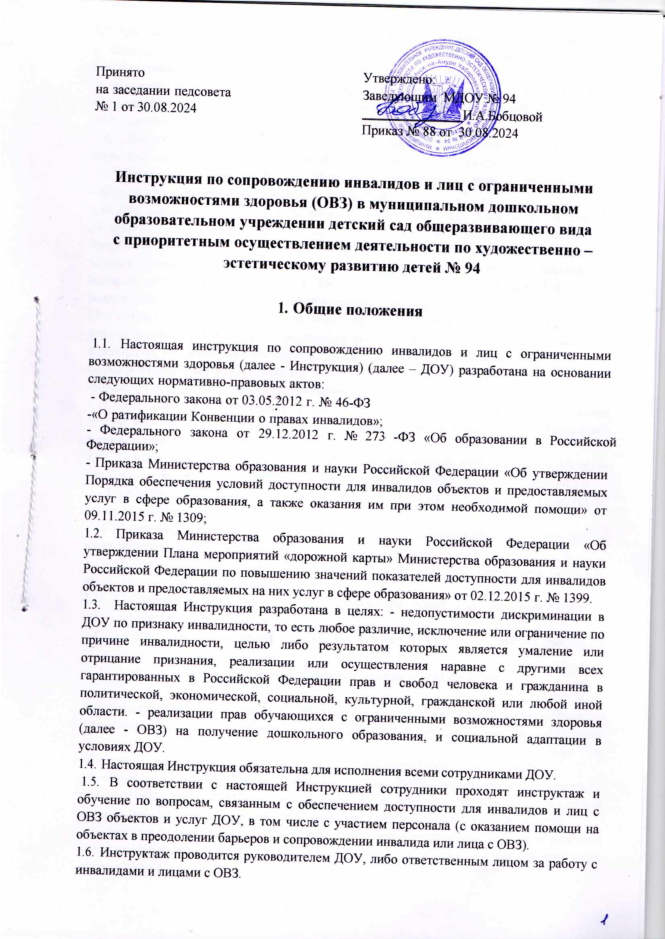 Принято
на заседании педсовета
№ 1 от 30.08.2024
Утверждено:
Заведующим МДОУ № 94
И.А.Бобцовой
Приказ № 88 от 30.08.2024
Инструкция по сопровождению инвалидов и лиц с ограниченными
возможностями здоровья (ОВЗ) в муниципальном дошкольном
образовательном учреждении детский сад общеразвивающего вида
с приоритетным осуществлением деятельности по художественно –
эстетическому развитию детей № 94
1. Общие положения
1.1. Настоящая инструкция по сопровождению инвалидов и лиц с ограниченными
возможностями здоровья (далее - Инструкция) (далее – ДОУ) разработана на основании
следующих нормативно-правовых актов:
- Федерального закона от 03.05.2012 г. № 46-ФЗ
-«О ратификации Конвенции о правах инвалидов»;
- Федерального закона от 29.12.2012 г. № 273 -ФЗ «Об образовании в Российской
Федерации»;
- Приказа Министерства образования и науки Российской Федерации «Об утверждении
Порядка обеспечения условий доступности для инвалидов объектов и предоставляемых
услуг в сфере образования, а также оказания им при этом необходимой помощи» от
09.11.2015 г. № 1309;
1.2. Приказа Министерства образования и науки Российской Федерации «Об
утверждении Плана мероприятий «дорожной карты» Министерства образования и науки
Российской Федерации по повышению значений показателей доступности для инвалидов
объектов и предоставляемых на них услуг в сфере образования» от 02.12.2015 г. № 1399.
1.3. Настоящая Инструкция разработана в целях: - недопустимости дискриминации в
ДОУ по признаку инвалидности, то есть любое различие, исключение или ограничение по
причине инвалидности, целью либо результатом которых является умаление или
отрицание признания, реализации или осуществления наравне с другими всех
гарантированных в Российской Федерации прав и свобод человека и гражданина в
политической, экономической, социальной, культурной, гражданской или любой иной
области. - реализации прав обучающихся с ограниченными возможностями здоровья
(далее - ОВЗ) на получение дошкольного образования, и социальной адаптации в
условиях ДОУ.
1.4. Настоящая Инструкция обязательна для исполнения всеми сотрудниками ДОУ.
1.5. В соответствии с настоящей Инструкцией сотрудники проходят инструктаж и
обучение по вопросам, связанным с обеспечением доступности для инвалидов и лиц с
ОВЗ объектов и услуг ДОУ, в том числе с участием персонала (с оказанием помощи на
объектах в преодолении барьеров и сопровождении инвалида или лица с ОВЗ).
1.6. Инструктаж проводится руководителем ДОУ, либо ответственным лицом за работу с
инвалидами и лицами с ОВЗ.
1